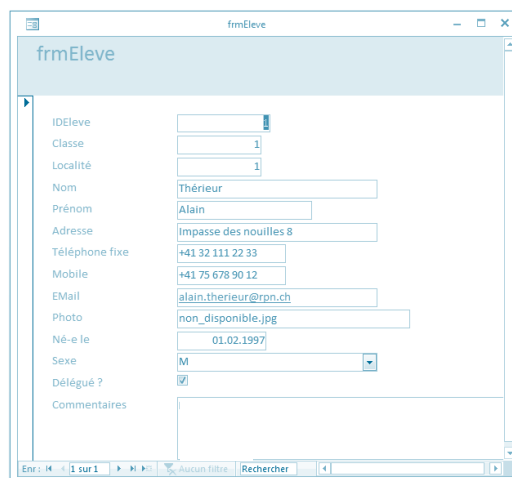 frmEleve
frmEleve
IDEleve 1
Classe 1
Localité 1
Nom Thérieur
Prénom Alain
Adresse Impasse des nouilles 8
Téléphone fixe +41 32 111 22 33
Mobile +41 75 678 90 12
EMail alain.therieur@rpn.ch
Photo non_disponible.jpg
Né-e le 01.02.1997
Sexe M
Délégué ?
Commentaires
Enr : 1 sur 1 Aucun filtre Rechercher